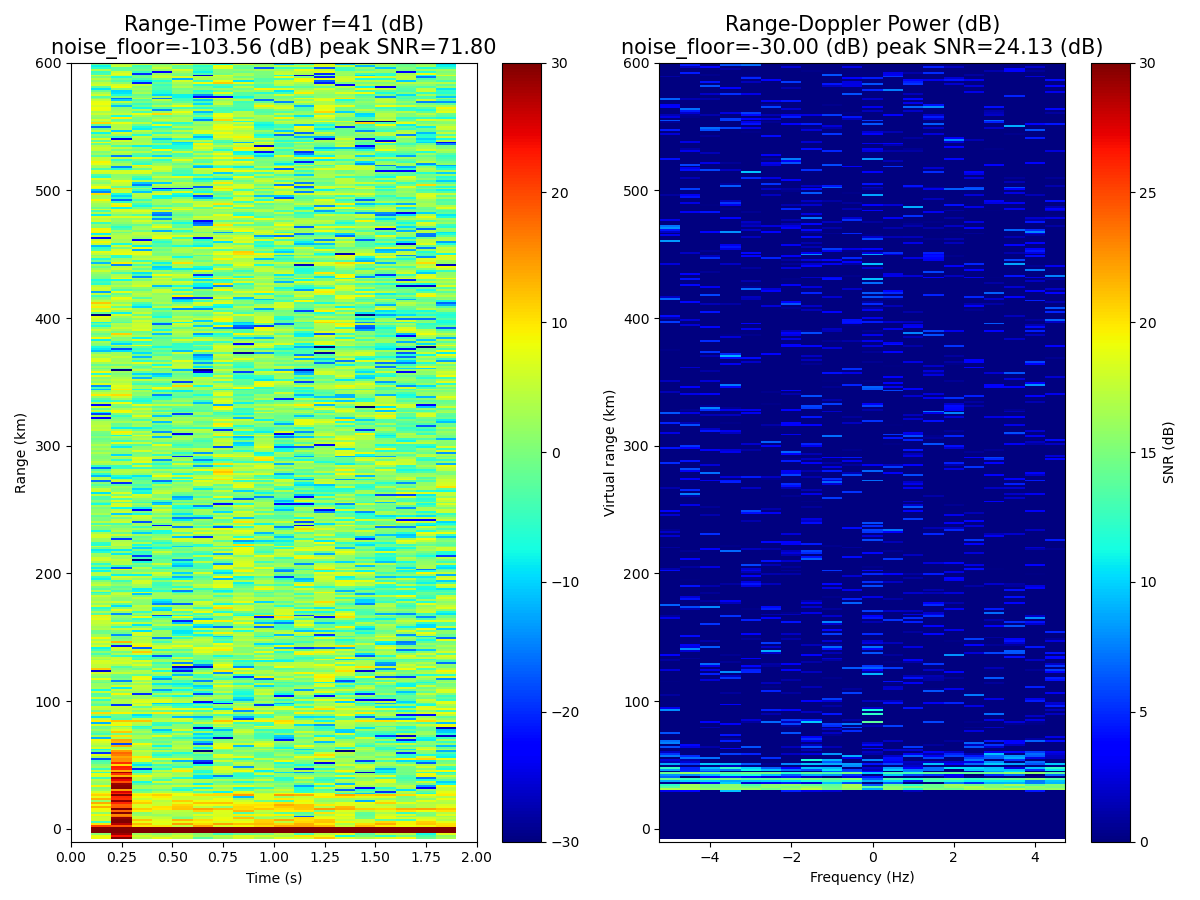 Range-Time Power f=41 (dB)
noise_floor=-103.56 (dB) peak SNR=71.80
Range-Doppler Power (dB)
noise_floor=-30.00 (dB) peak SNR=24.13 (dB)
600
500
400
300
200
100
0
Range (km)
0.00 0.25 0.50 0.75 1.00 1.25 1.50 1.75 2.00
Time (s)
30
20
10
0
−10
−20
−30
600
500
400
300
200
100
0
Virtual range (km)
−4 −2 0 2 4
Frequency (Hz)
30
25
20
15
10
5
0
SNR (dB)